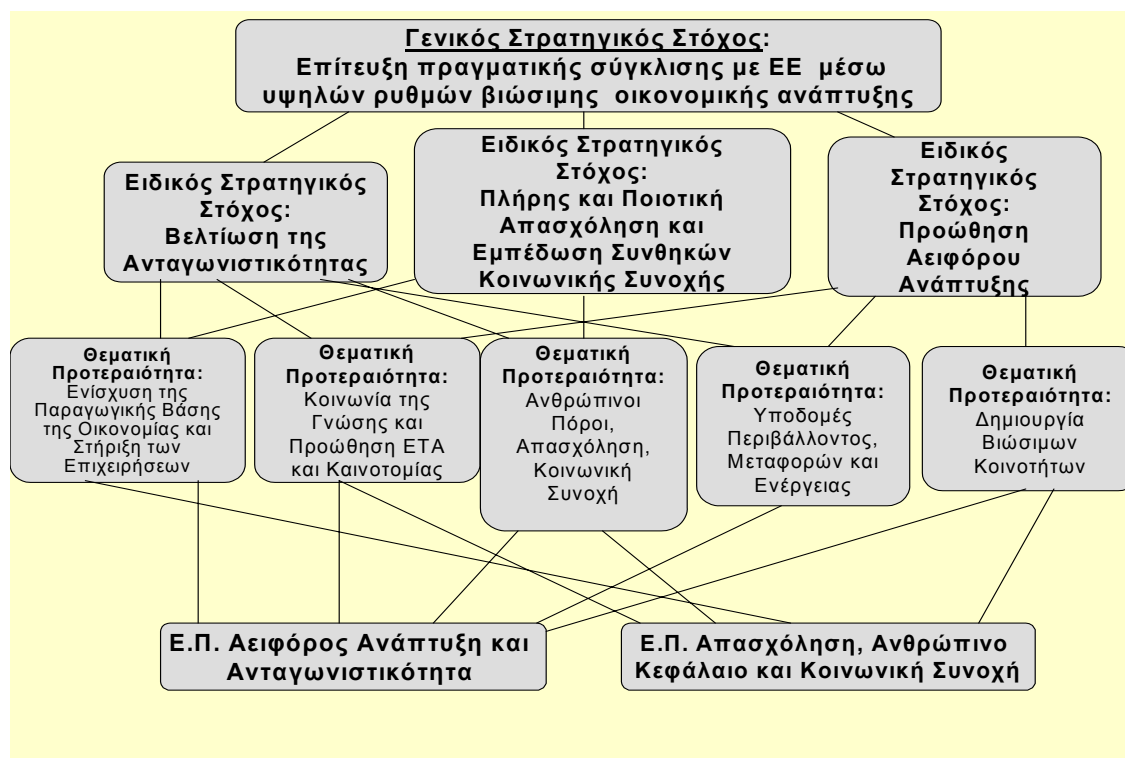 Γενικός Στρατηγικός Στόχος:
Επίτευξη πραγματικής σύγκλισης με ΕΕ μέσω
υψηλών ρυθμών βιώσιμης οικονομικής ανάπτυξης
Ειδικός Στρατηγικός
Στόχος:
Βελτίωση της
Ανταγωνιστικότητας
Ειδικός Στρατηγικός
Στόχος:
Πλήρης και Ποιοτική
Απασχόληση και
Εμπέδωση Συνθηκών
Κοινωνικής Συνοχής
Ειδικός
Στρατηγικός
Στόχος:
Προώθηση
Αειφόρου
Ανάπτυξης
Θεματική
Προτεραιότητα:
Ενίσχυση της
Παραγωγικής Βάσης
της Οικονομίας και
Στήριξη των
Επιχειρήσεων
Θεματική
Προτεραιότητα:
Κοινωνία της
Γνώσης και
Προώθηση ΕΤΑ
και Καινοτομίας
Θεματική
Προτεραιότητα:
Ανθρώπινοι
Πόροι,
Απασχόληση,
Κοινωνική
Συνοχή
Θεματική
Προτεραιότητα:
Υποδομές
Περιβάλλοντος,
Μεταφορών και
Ενέργειας
Θεματική
Προτεραιότητα:
Δημιουργία
Βιώσιμων
Κοινοτήτων
Ε.Π. Αειφόρος Ανάπτυξη και
Ανταγωνιστικότητα
Ε.Π. Απασχόληση, Ανθρώπινο
Κεφάλαιο και Κοινωνική Συνοχή